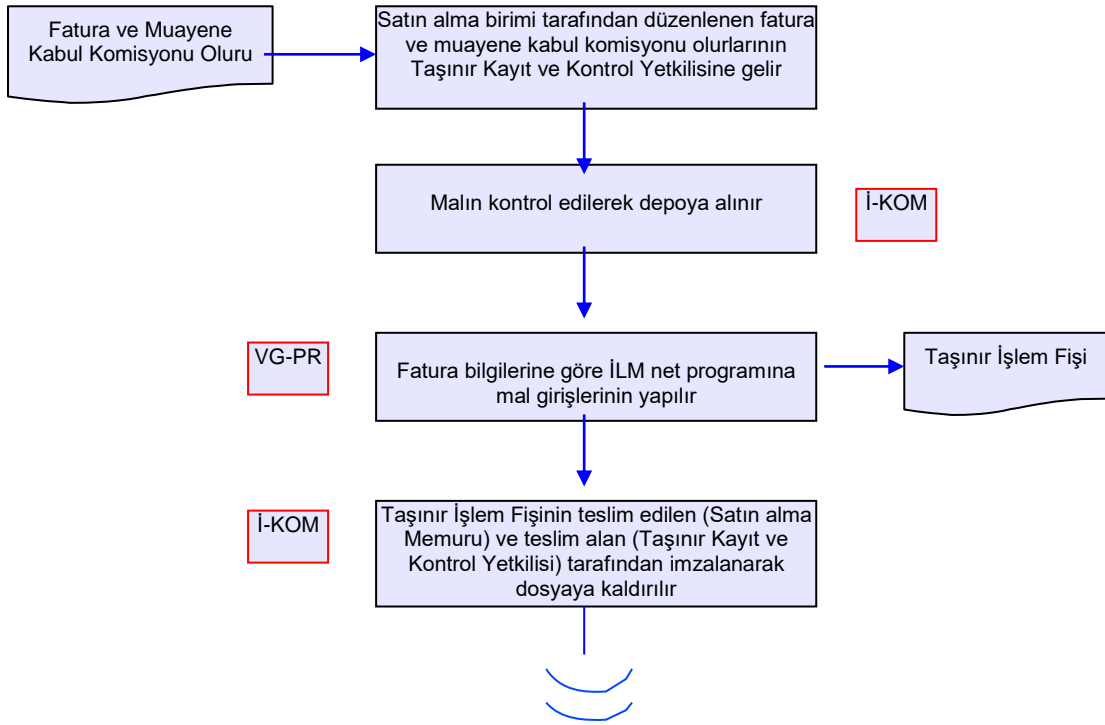 Fatura ve Muayene
Kabul Komisyonu Oluru
Satın alma birimi tarafından düzenlenen fatura
ve muayene kabul komisyonu olurlarının
Taşınır Kayıt ve Kontrol Yetkilisine gelir
Malın kontrol edilerek depoya alınır
İ-KOM
VG-PR
Fatura bilgilerine göre İLM net programına
mal girişlerinin yapılır
Taşınır İşlem Fişi
İ-KOM
Taşınır İşlem Fişinin teslim edilen (Satın alma
Memuru) ve teslim alan (Taşınır Kayıt ve
Kontrol Yetkilisi) tarafından imzalanarak
dosyaya kaldırılır